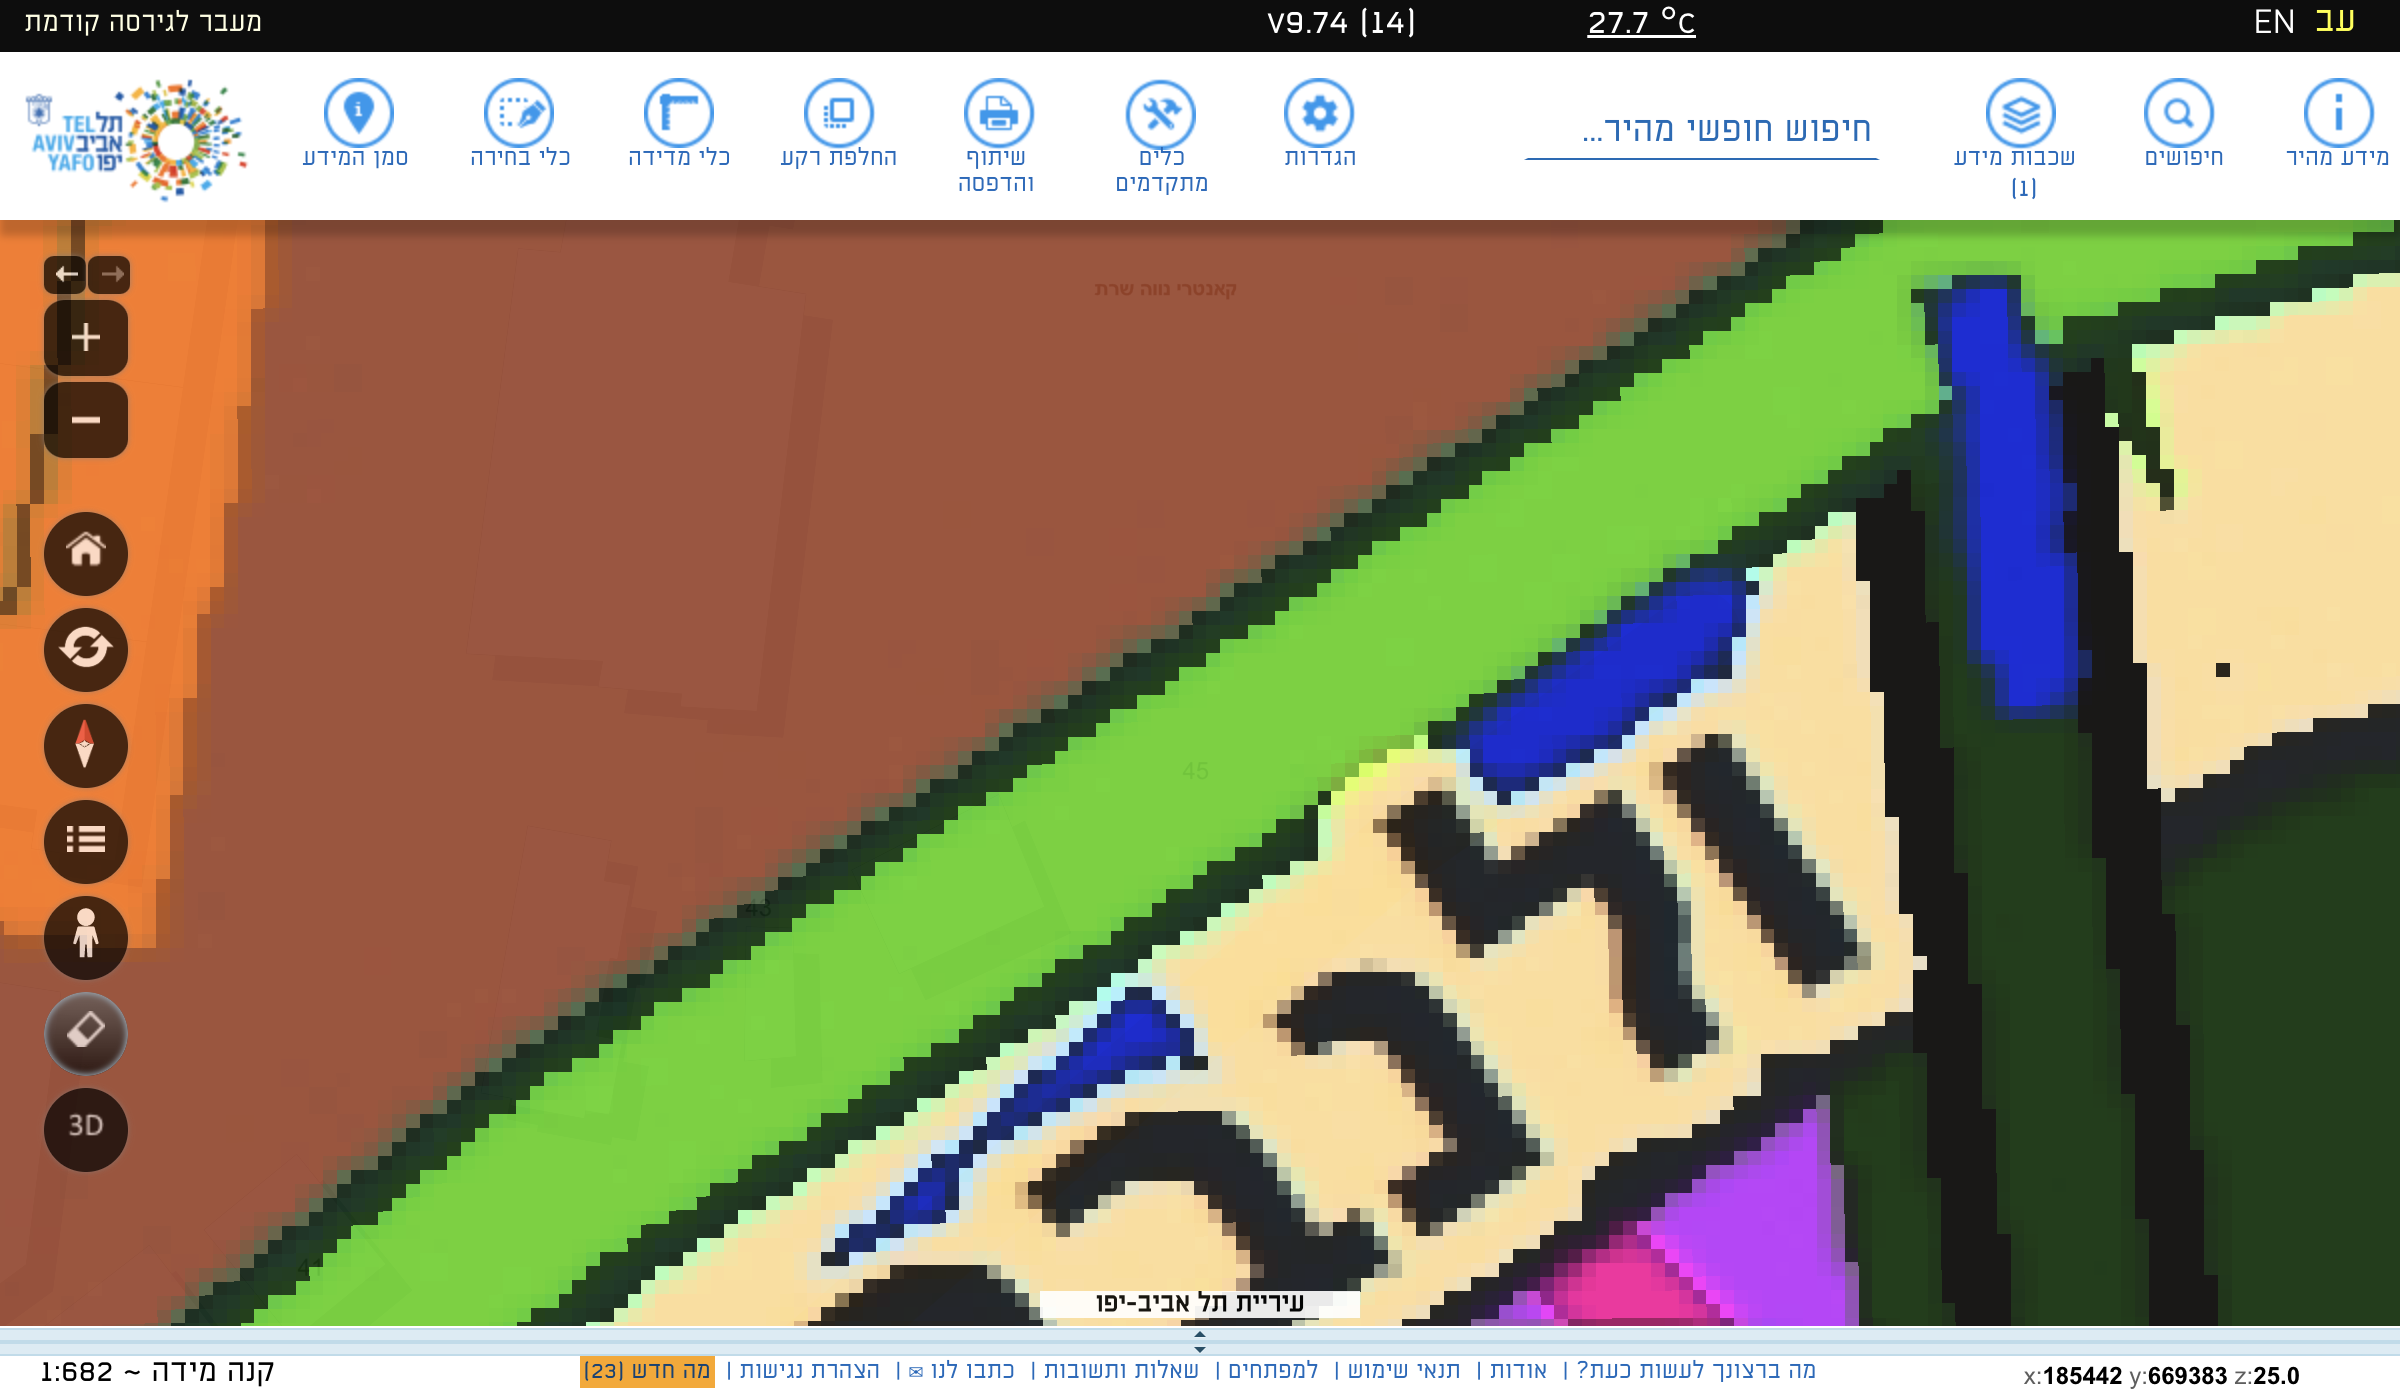 עב EN
27.7 °C
V9.74 (14)
מעבר לגירסה קודמת
מידע מהיר
חיפושים
שכבות מידע
(1)
חיפוש חופשי מהיר...
הגדרות
כלים
מתקדמים
שיתוף
והדפסה
החלפת רקע
כלי מדידה
כלי בחירה
סמן המידע
תל אביב יפו
TEL AVIV YAFO
קאנטרי נווה שרת
45
43
41
3D
ולנברג
עיריית תל אביב-יפו
x:185442 y:669383 z:25.0
מה ברצונך לעשות כעת? | אודות | תנאי שימוש | למפתחים | שאלות ותשובות | כתבו לנו ✉ | הצהרת נגישות | מה חדש (23)
קנה מידה ~ 1:682